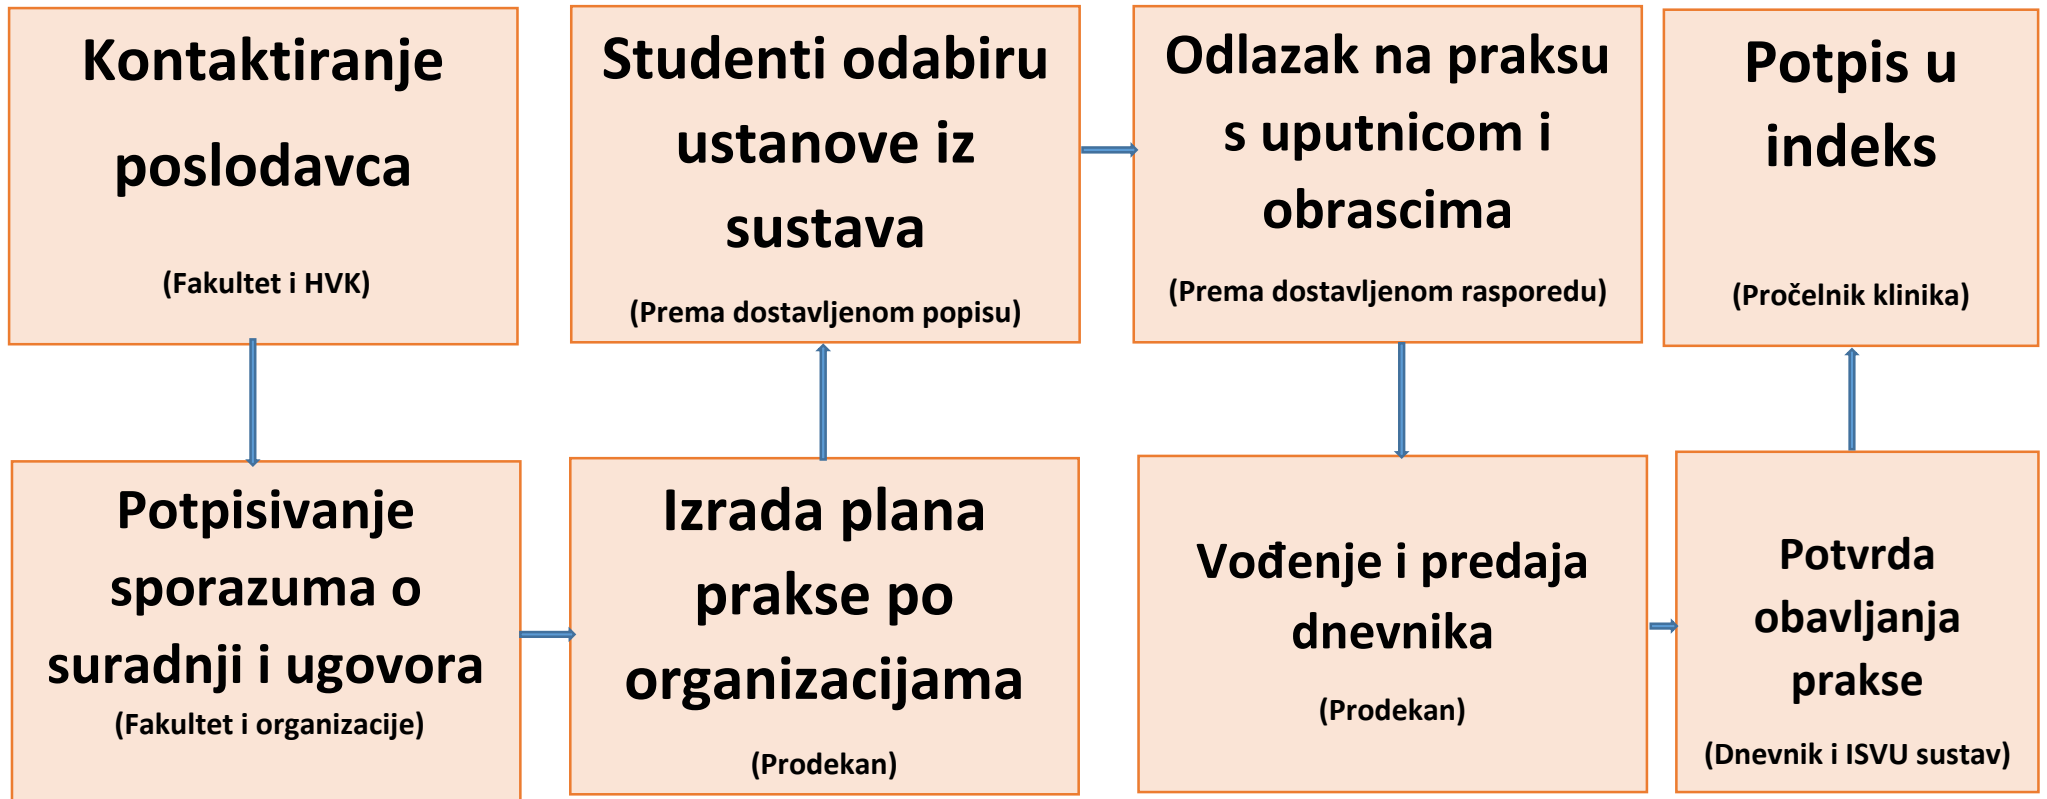 Kontaktiranje
poslodavca
(Fakultet i HVK)
Potpisivanje
sporazuma o
suradnji i ugovora
(Fakultet i organizacije)
Izrada plana
prakse po
organizacijama
(Prodekan)
Studenti odabiru
ustanove iz
sustava
(Prema dostavljenom popisu)
Odlazak na praksu
s uputnicom i
obrascima
(Prema dostavljenom rasporedu)
Vođenje i predaja
dnevnika
(Prodekan)
Potvrda
obavljanja
prakse
(Dnevnik i ISVU sustav)
Potpis u
indeks
(Pročelnik klinika)